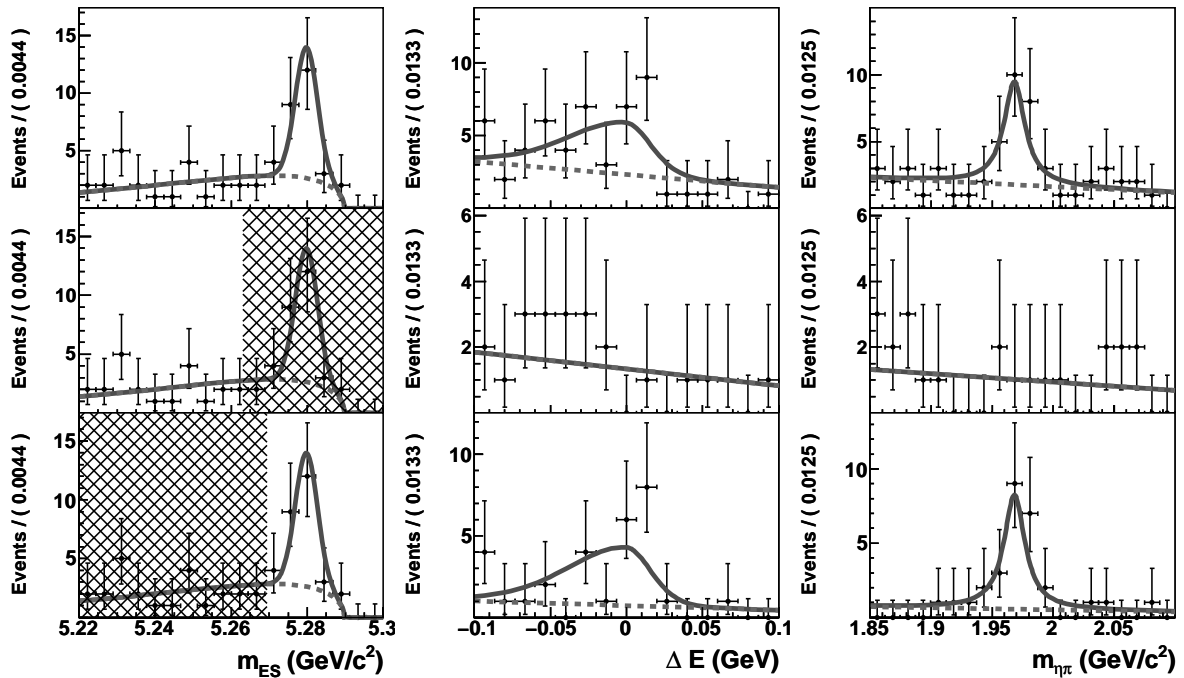 Events / ( 0.0044 )
15
10
5
Events / ( 0.0133 )
10
5
Events / ( 0.0125 )
10
5
Events / ( 0.0044 )
15
10
5
Events / ( 0.0133 )
6
4
2
Events / ( 0.0125 )
6
4
2
Events / ( 0.0044 )
15
10
5
Events / ( 0.0133 )
10
5
Events / ( 0.0125 )
10
5
5.22 5.24 5.26 5.28 5.3
−0.1 −0.05 0 0.05 0.1
1.85 1.9 1.95 2 2.05
m_ES (GeV/c²)
Δ E (GeV)
m_ηπ (GeV/c²)